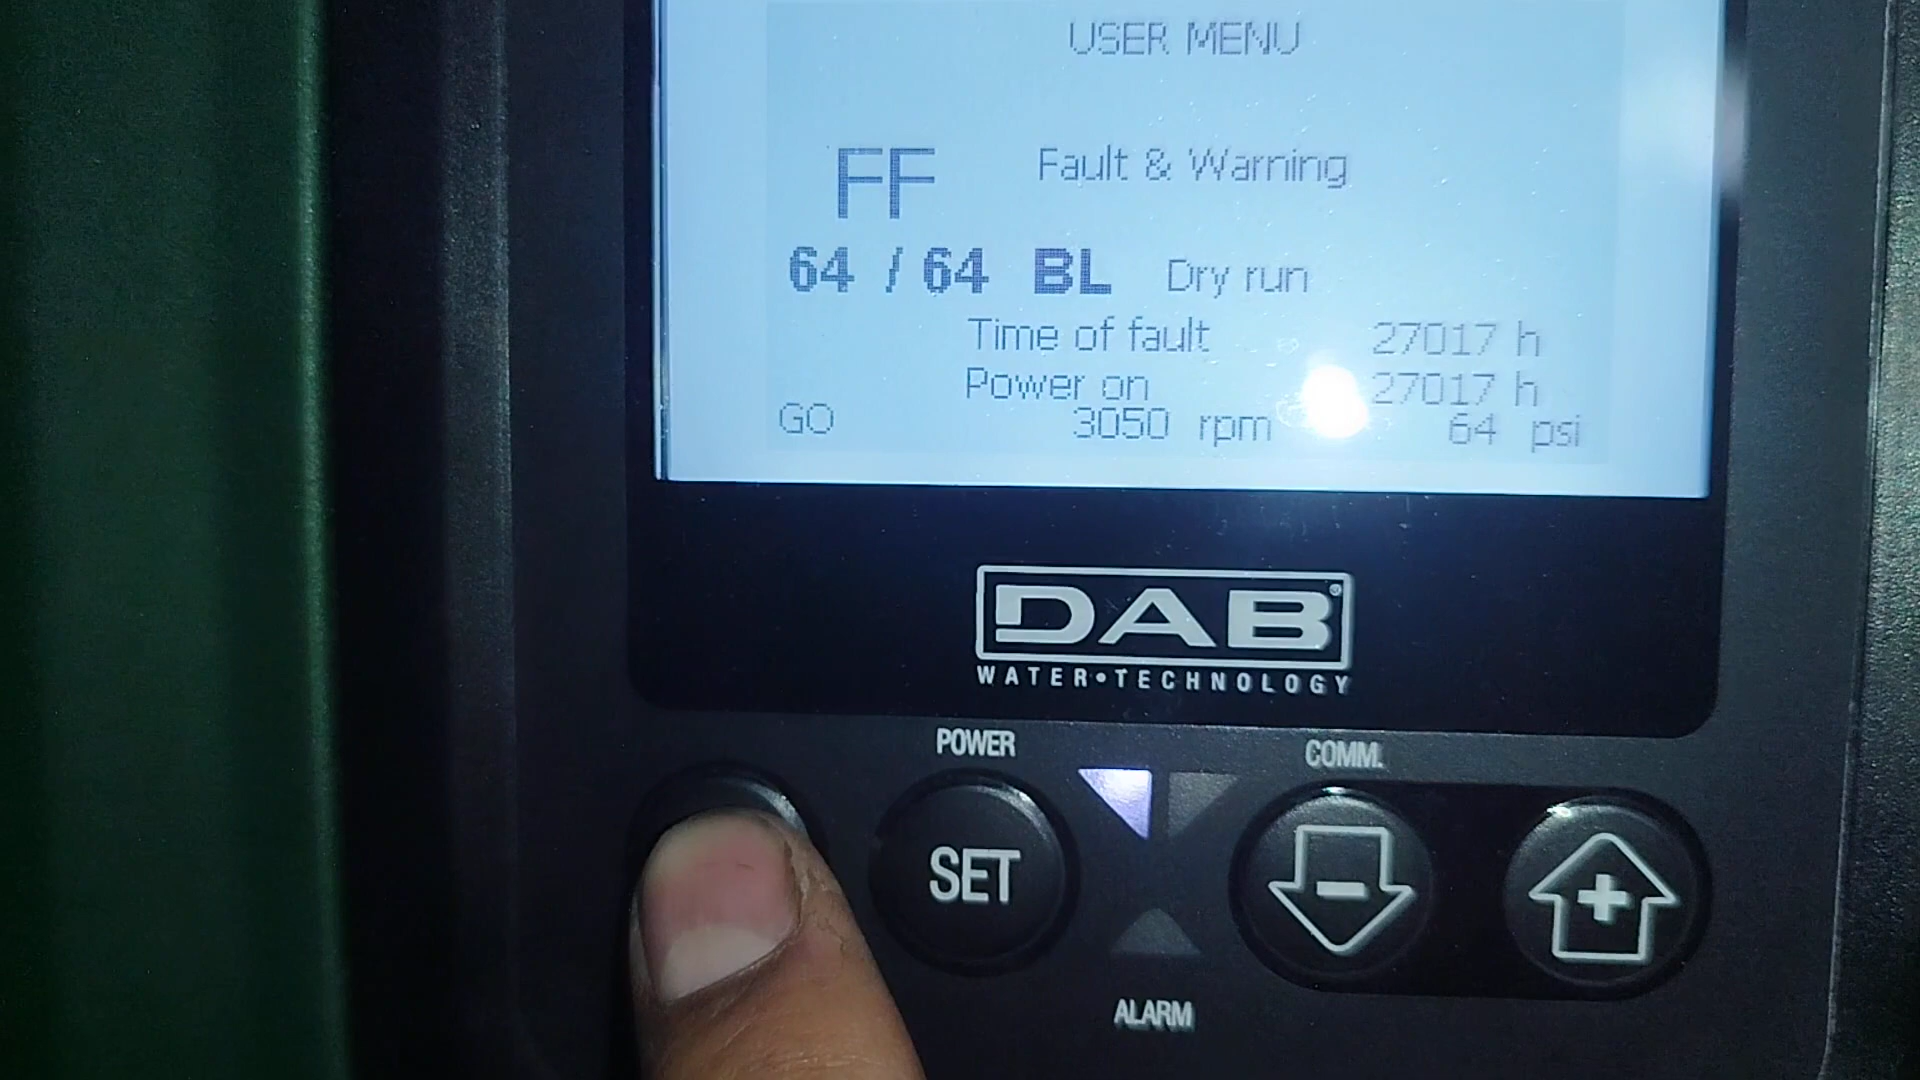 USER MENU
FF Fault & Warning
64 / 64 BL Dry run
Time of fault 27017 h
Power on 27017 h
GO 3050 rpm 64 psi
DAB
WATER•TECHNOLOGY
POWER COMM.
SET - +
ALARM